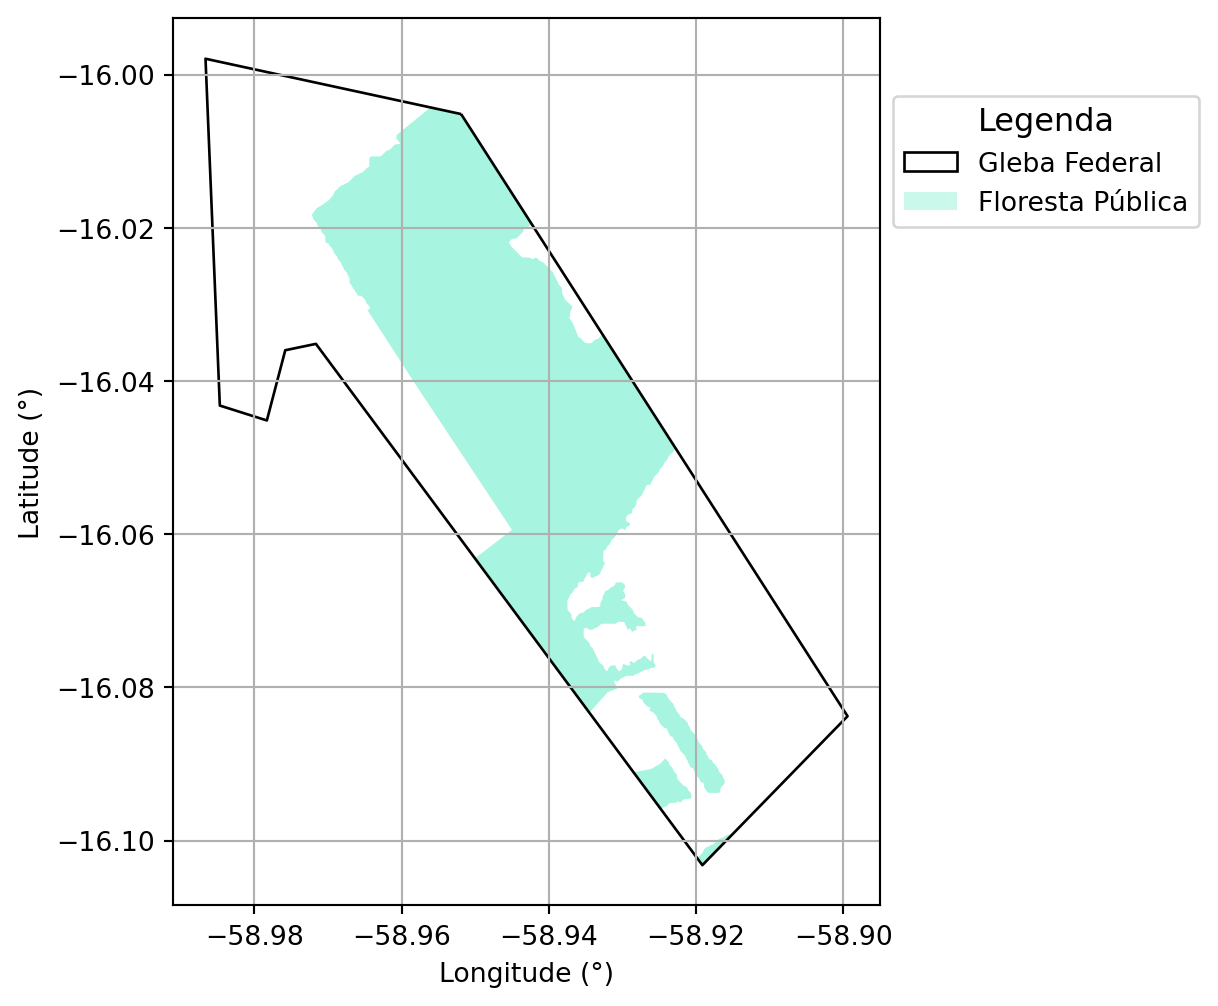 −16.00
−16.02
−16.04
−16.06
−16.08
−16.10
Latitude (°)
−58.98
−58.96
−58.94
−58.92
−58.90
Longitude (°)
Legenda
Gleba Federal
Floresta Pública